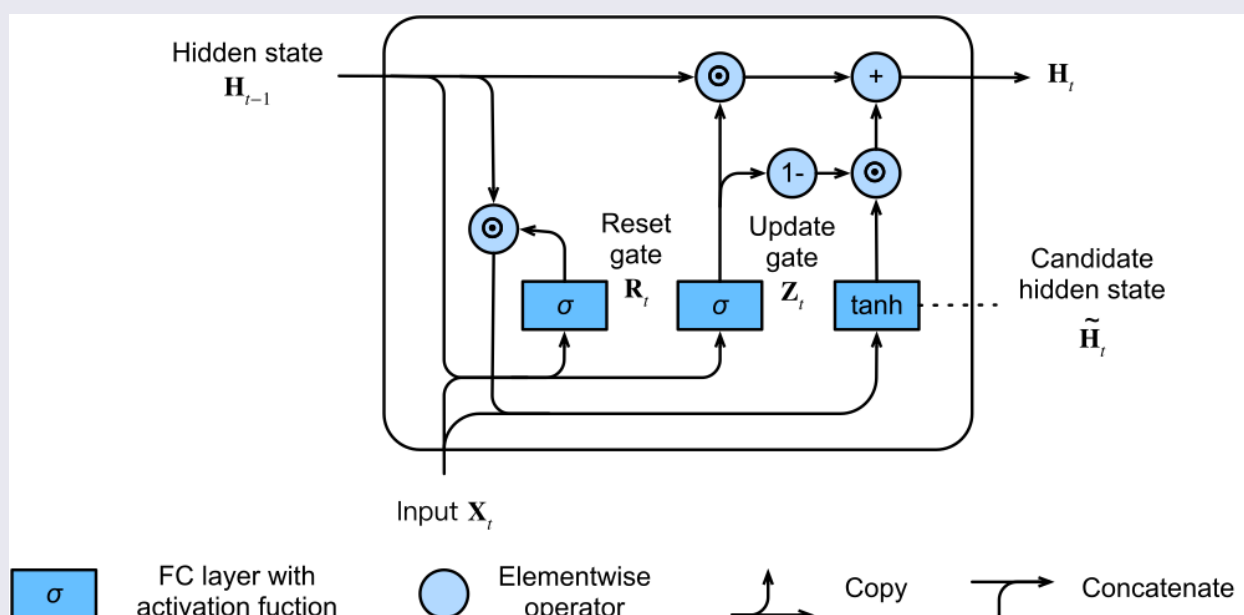 Hidden state
H_{t−1}
⊙
+
H_t
1-
⊙
⊙
Reset
gate
R_t
Update
gate
Z_t
σ
σ
tanh
Candidate
hidden state
H̃_t
Input X_t
σ
FC layer with
activation fuction
Elementwise
operator
Copy
Concatenate